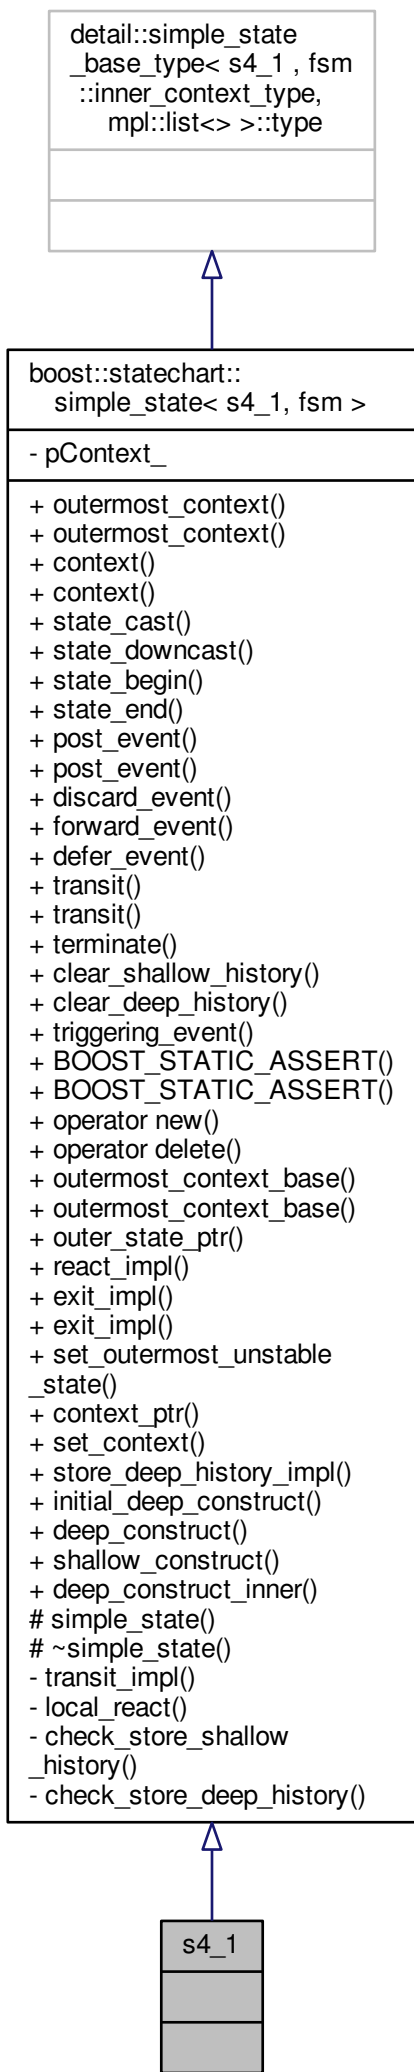 detail::simple_state
_base_type< s4_1 , fsm
::inner_context_type,
mpl::list<> >::type
boost::statechart::
simple_state< s4_1, fsm >
- pContext_
+ outermost_context()
+ outermost_context()
+ context()
+ context()
+ state_cast()
+ state_downcast()
+ state_begin()
+ state_end()
+ post_event()
+ post_event()
+ discard_event()
+ forward_event()
+ defer_event()
+ transit()
+ transit()
+ terminate()
+ clear_shallow_history()
+ clear_deep_history()
+ triggering_event()
+ BOOST_STATIC_ASSERT()
+ BOOST_STATIC_ASSERT()
+ operator new()
+ operator delete()
+ outermost_context_base()
+ outermost_context_base()
+ outer_state_ptr()
+ react_impl()
+ exit_impl()
+ exit_impl()
+ set_outermost_unstable
_state()
+ context_ptr()
+ set_context()
+ store_deep_history_impl()
+ initial_deep_construct()
+ deep_construct()
+ shallow_construct()
+ deep_construct_inner()
# simple_state()
# ~simple_state()
- transit_impl()
- local_react()
- check_store_shallow
_history()
- check_store_deep_history()
s4_1